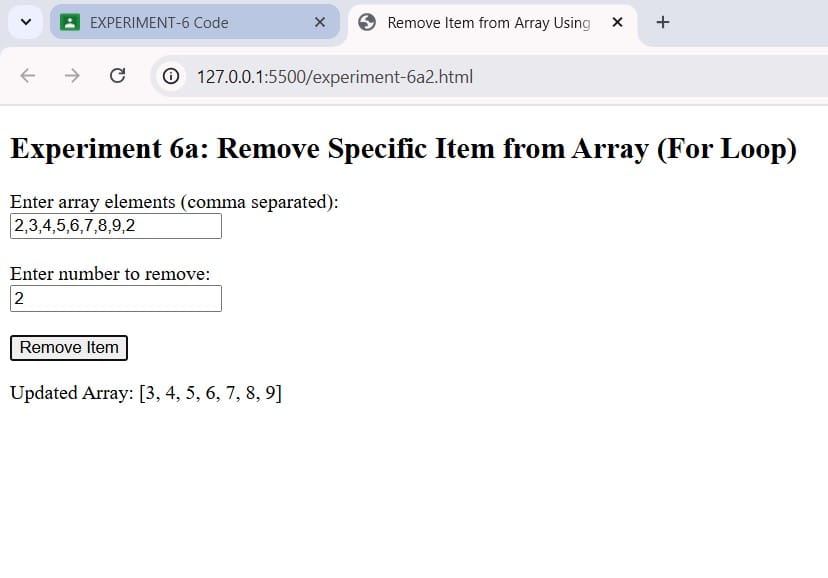 EXPERIMENT-6 Code
Remove Item from Array Using
127.0.0.1:5500/experiment-6a2.html
Experiment 6a: Remove Specific Item from Array (For Loop)
Enter array elements (comma separated):
2,3,4,5,6,7,8,9,2
Enter number to remove:
2
Remove Item
Updated Array: [3, 4, 5, 6, 7, 8, 9]